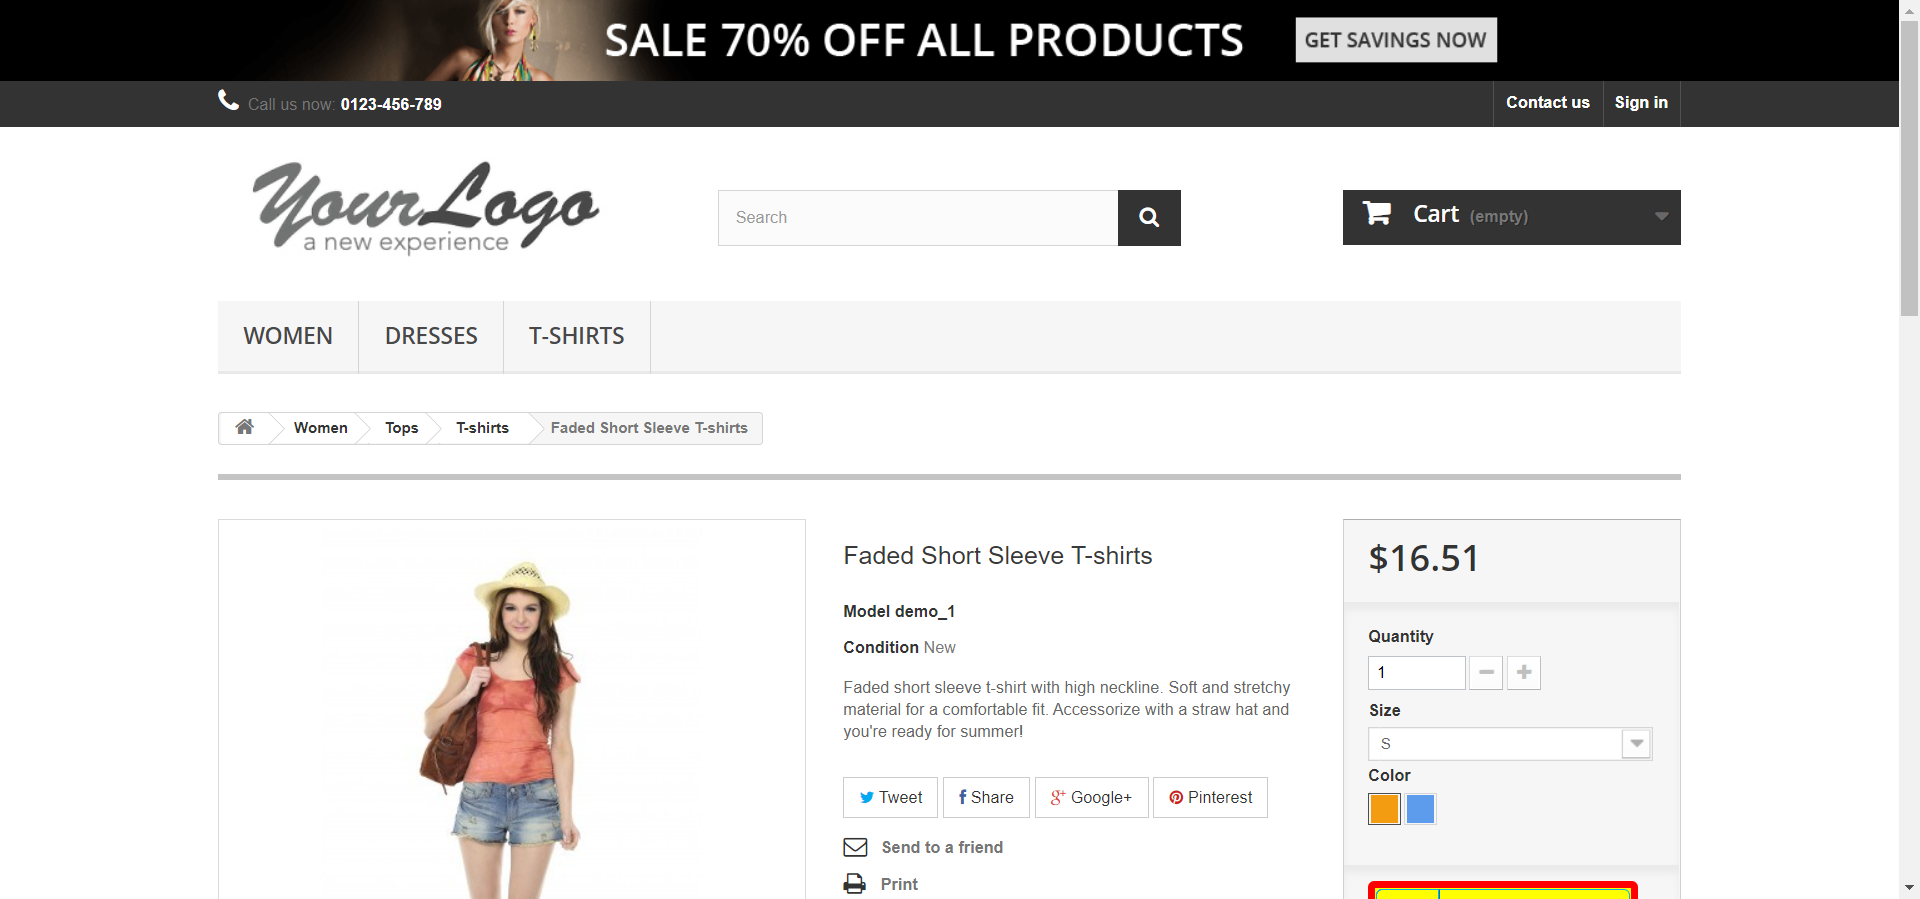 SALE 70% OFF ALL PRODUCTS
GET SAVINGS NOW
Call us now: 0123-456-789
Contact us
Sign in
YourLogo
a new experience
Search
Cart (empty)
WOMEN
DRESSES
T-SHIRTS
Women
Tops
T-shirts
Faded Short Sleeve T-shirts
Faded Short Sleeve T-shirts
Model demo_1
Condition New
Faded short sleeve t-shirt with high neckline. Soft and stretchy
material for a comfortable fit. Accessorize with a straw hat and
you're ready for summer!
Tweet
Share
Google+
Pinterest
Send to a friend
Print
$16.51
Quantity
1
Size
S
Color